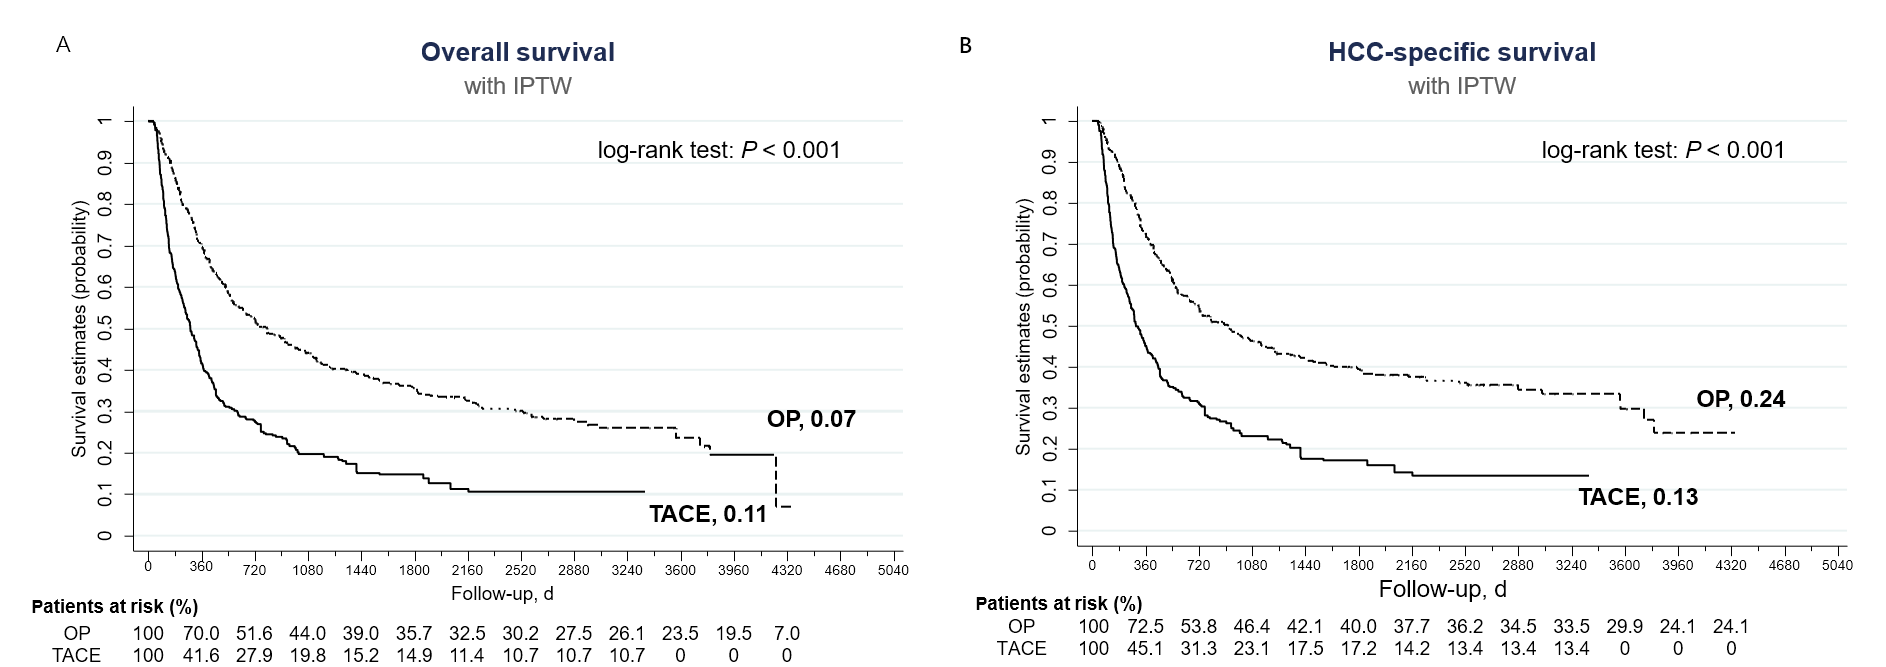 A
Overall survival
with IPTW
log-rank test: P < 0.001
Survival estimates (probability)
1
0.9
0.8
0.7
0.6
0.5
0.4
0.3
0.2
0.1
0
OP, 0.07
TACE, 0.11
0 360 720 1080 1440 1800 2160 2520 2880 3240 3600 3960 4320 4680 5040
Follow-up, d
Patients at risk (%)
OP 100 70.0 51.6 44.0 39.0 35.7 32.5 30.2 27.5 26.1 23.5 19.5 7.0
TACE 100 41.6 27.9 19.8 15.2 14.9 11.4 10.7 10.7 10.7 0 0 0
B
HCC-specific survival
with IPTW
log-rank test: P < 0.001
Survival estimates (probability)
1
0.9
0.8
0.7
0.6
0.5
0.4
0.3
0.2
0.1
0
OP, 0.24
TACE, 0.13
0 360 720 1080 1440 1800 2160 2520 2880 3240 3600 3960 4320 4680 5040
Follow-up, d
Patients at risk (%)
OP 100 72.5 53.8 46.4 42.1 40.0 37.7 36.2 34.5 33.5 29.9 24.1 24.1
TACE 100 45.1 31.3 23.1 17.5 17.2 14.2 13.4 13.4 13.4 0 0 0